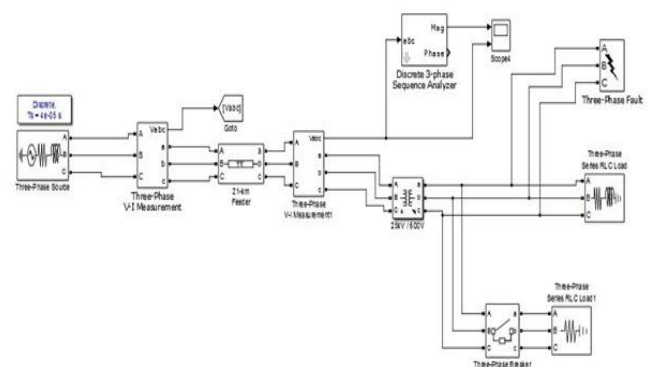 Discrete,
Ts = 4e-05 s
A
B
C
Three-Phase Source
Vabc
A
B
C
a
b
c
Three-Phase
V-I Measurement
[Vabc]
Goto
A
B
C
a
b
c
21-km
Feeder
Vabc
A
B
C
a
b
c
Three-Phase
V-I Measurement1
abc
Mag
Phase
Discrete 3-phase
Sequence Analyzer
Scope4
A
B
C
a
b
c
25kV / 600V
A
B
C
Three-Phase Fault
Three-Phase
Series RLC Load
A
B
C
Three-Phase
Series RLC Load1
A
B
C
a
b
c
Three-Phase Breaker
A
B
C